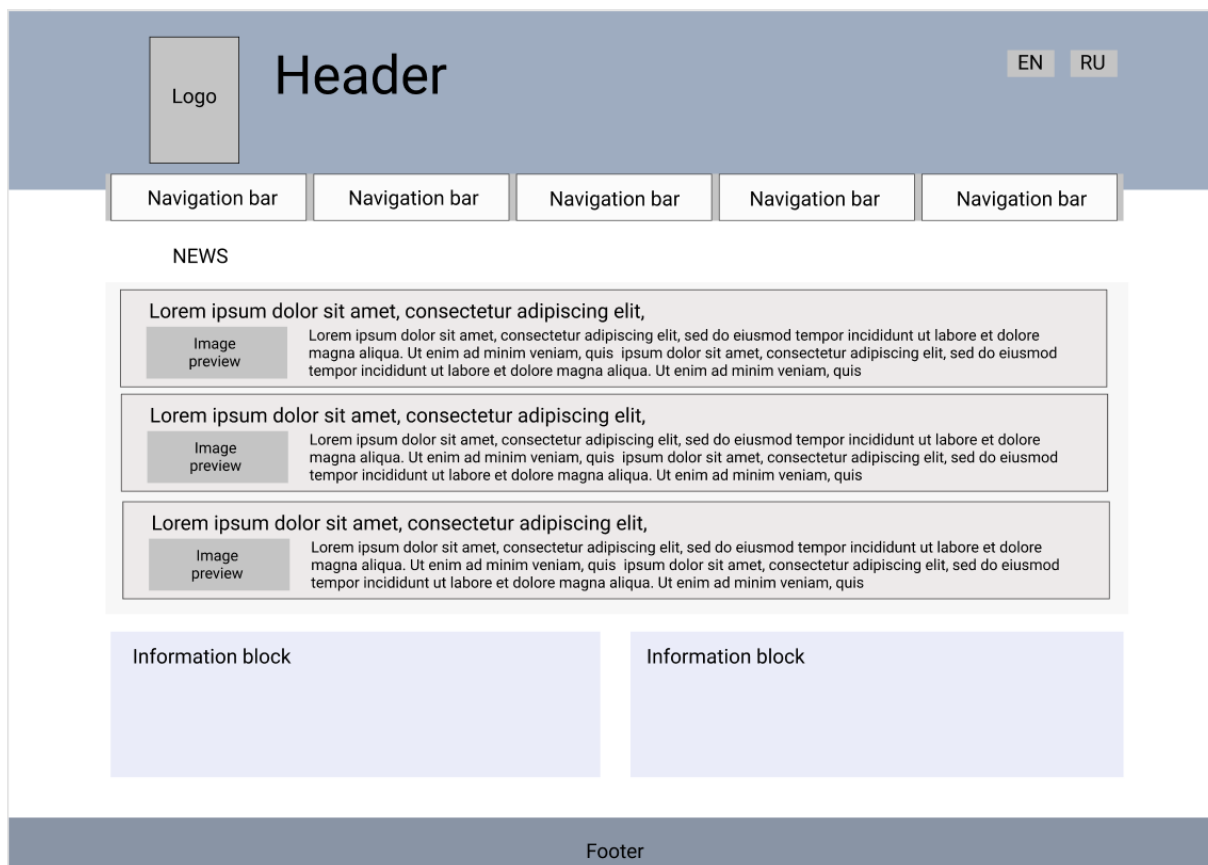 Logo
Header
EN
RU
Navigation bar
Navigation bar
Navigation bar
Navigation bar
Navigation bar
NEWS
Lorem ipsum dolor sit amet, consectetur adipiscing elit,
Image
preview
Lorem ipsum dolor sit amet, consectetur adipiscing elit, sed do eiusmod tempor incididunt ut labore et dolore
magna aliqua. Ut enim ad minim veniam, quis  ipsum dolor sit amet, consectetur adipiscing elit, sed do eiusmod
tempor incididunt ut labore et dolore magna aliqua. Ut enim ad minim veniam, quis
Lorem ipsum dolor sit amet, consectetur adipiscing elit,
Image
preview
Lorem ipsum dolor sit amet, consectetur adipiscing elit, sed do eiusmod tempor incididunt ut labore et dolore
magna aliqua. Ut enim ad minim veniam, quis  ipsum dolor sit amet, consectetur adipiscing elit, sed do eiusmod
tempor incididunt ut labore et dolore magna aliqua. Ut enim ad minim veniam, quis
Lorem ipsum dolor sit amet, consectetur adipiscing elit,
Image
preview
Lorem ipsum dolor sit amet, consectetur adipiscing elit, sed do eiusmod tempor incididunt ut labore et dolore
magna aliqua. Ut enim ad minim veniam, quis  ipsum dolor sit amet, consectetur adipiscing elit, sed do eiusmod
tempor incididunt ut labore et dolore magna aliqua. Ut enim ad minim veniam, quis
Information block
Information block
Footer